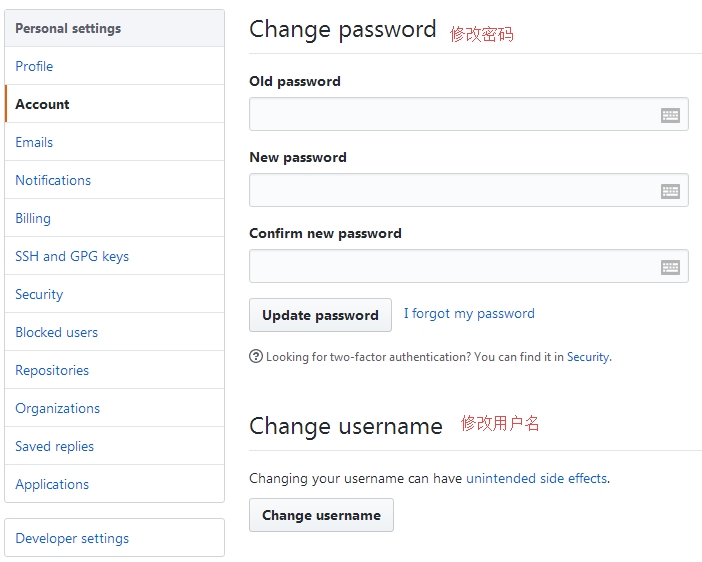 Personal settings
Profile
Account
Emails
Notifications
Billing
SSH and GPG keys
Security
Blocked users
Repositories
Organizations
Saved replies
Applications
Developer settings
Change password 修改密码
Old password
New password
Confirm new password
Update password I forgot my password
Looking for two-factor authentication? You can find it in Security.
Change username 修改用户名
Changing your username can have unintended side effects.
Change username